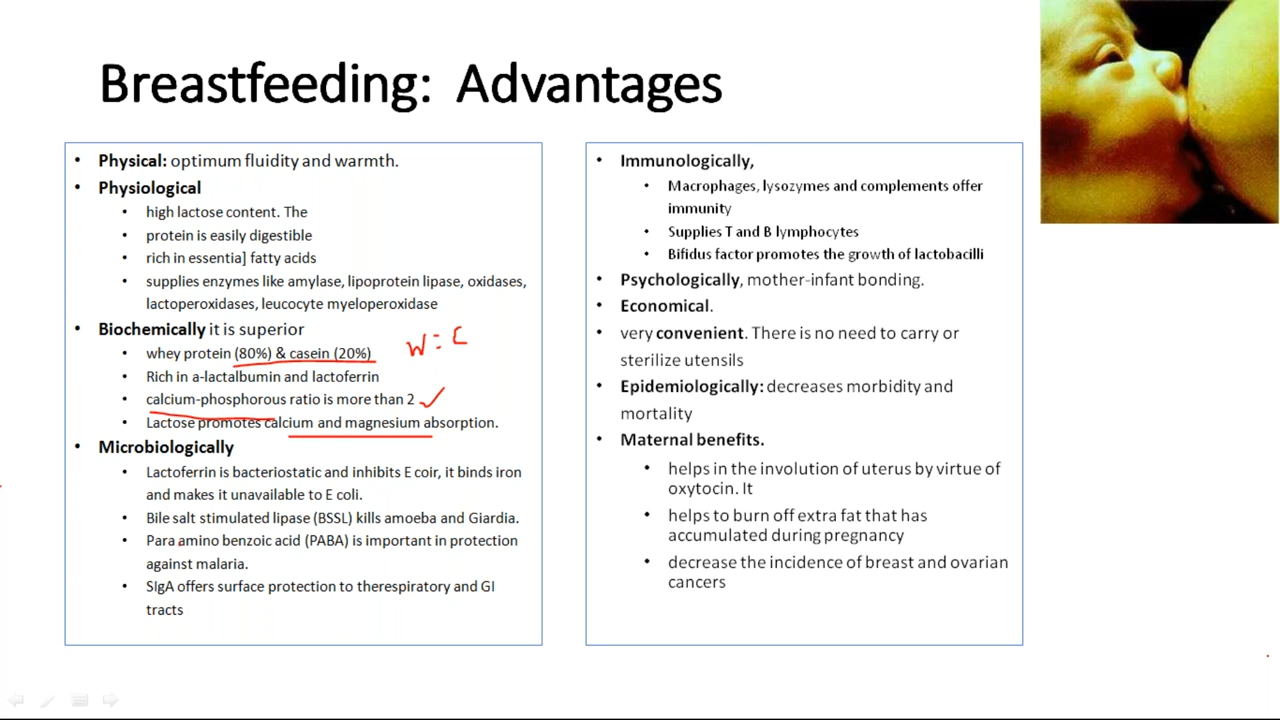 Breastfeeding: Advantages
• Physical: optimum fluidity and warmth.
• Physiological
• high lactose content. The
• protein is easily digestible
• rich in essentia] fatty acids
• supplies enzymes like amylase, lipoprotein lipase, oxidases,
lactoperoxidases, leucocyte myeloperoxidase
• Biochemically it is superior
• whey protein (80%) & casein (20%)
W : C
• Rich in a-lactalbumin and lactoferrin
• calcium-phosphorous ratio is more than 2 ✓
• Lactose promotes calcium and magnesium absorption.
• Microbiologically
• Lactoferrin is bacteriostatic and inhibits E coir, it binds iron
and makes it unavailable to E coli.
• Bile salt stimulated lipase (BSSL) kills amoeba and Giardia.
• Para amino benzoic acid (PABA) is important in protection
against malaria.
• SIgA offers surface protection to therespiratory and GI
tracts
• Immunologically,
• Macrophages, lysozymes and complements offer
immunity
• Supplies T and B lymphocytes
• Bifidus factor promotes the growth of lactobacilli
• Psychologically, mother-infant bonding.
• Economical.
• very convenient. There is no need to carry or
sterilize utensils
• Epidemiologically: decreases morbidity and
mortality
• Maternal benefits.
• helps in the involution of uterus by virtue of
oxytocin. It
• helps to burn off extra fat that has
accumulated during pregnancy
• decrease the incidence of breast and ovarian
cancers